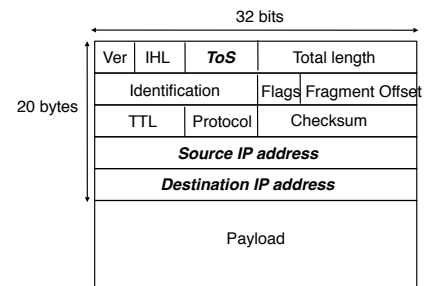 32 bits
Ver IHL ToS Total length
Identification Flags Fragment Offset
20 bytes
TTL Protocol Checksum
Source IP address
Destination IP address
Payload